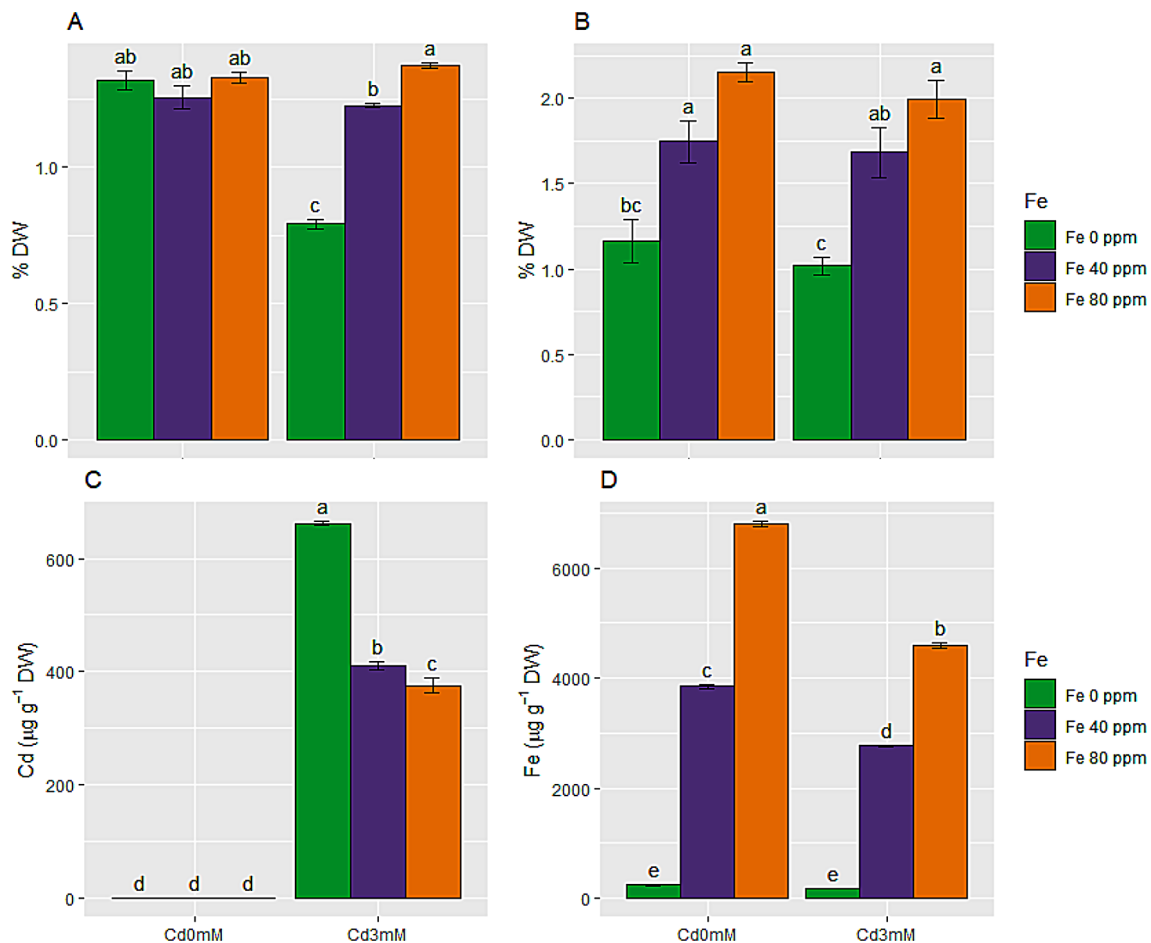 A
B
ab
ab
ab
c
b
a
% DW
1.0
0.5
0.0
bc
a
a
c
ab
a
% DW
2.0
1.5
1.0
0.5
0.0
Fe
Fe 0 ppm
Fe 40 ppm
Fe 80 ppm
C
D
d
d
d
a
b
c
Cd (µg g⁻¹ DW)
600
400
200
0
Cd0mM
Cd3mM
e
c
a
e
d
b
Fe (µg g⁻¹ DW)
6000
4000
2000
0
Cd0mM
Cd3mM
Fe
Fe 0 ppm
Fe 40 ppm
Fe 80 ppm